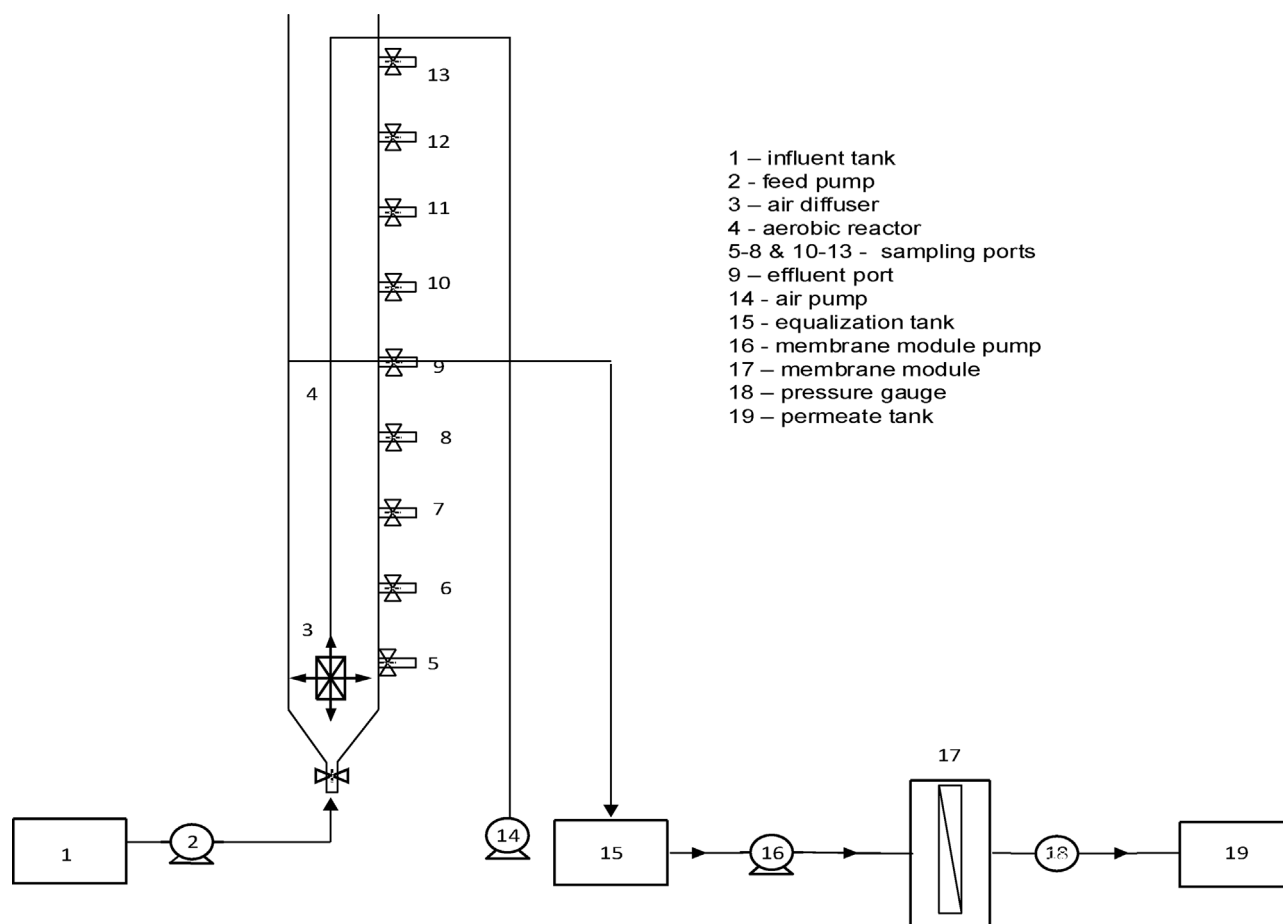 13
12
11
10
9
4
8
7
6
3
5
1
2
14
15
16
17
18
19
1 – influent tank
2 - feed pump
3 – air diffuser
4 - aerobic reactor
5-8 & 10-13 - sampling ports
9 – effluent port
14 - air pump
15 - equalization tank
16 - membrane module pump
17 – membrane module
18 – pressure gauge
19 – permeate tank